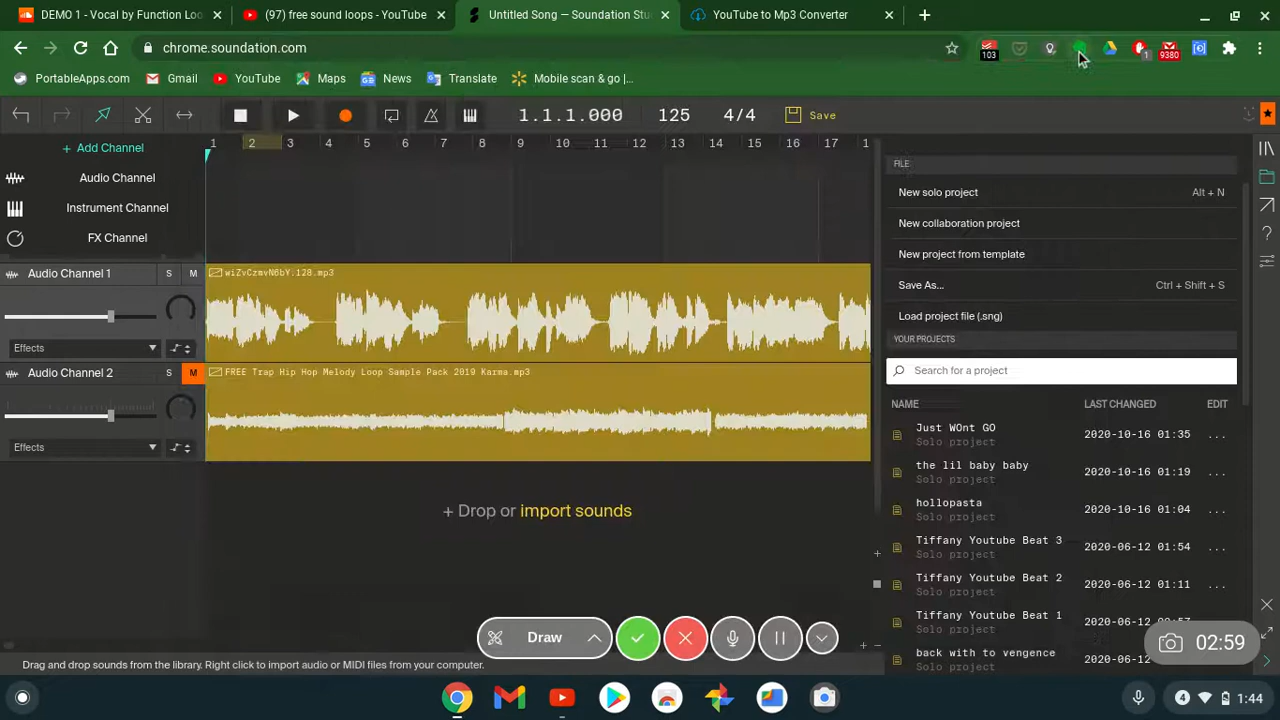 DEMO 1 - Vocal by Function Loo
(97) free sound loops - YouTube
Untitled Song — Soundation Stu
YouTube to Mp3 Converter
chrome.soundation.com
103
1
9380
PortableApps.com
Gmail
YouTube
Maps
News
Translate
Mobile scan & go |...
1.1.1.000
125
4/4
Save
+ Add Channel
1 2 3 4 5 6 7 8 9 10 11 12 13 14 15 16 17 1
Audio Channel
Instrument Channel
FX Channel
FILE
New solo project Alt + N
New collaboration project
New project from template
Save As... Ctrl + Shift + S
Load project file (.sng)
YOUR PROJECTS
Search for a project
NAME LAST CHANGED EDIT
Just WOnt GO 2020-10-16 01:35 ...
Solo project
the lil baby baby 2020-10-16 01:19 ...
Solo project
hollopasta 2020-10-16 01:04 ...
Solo project
Tiffany Youtube Beat 3 2020-06-12 01:54 ...
Solo project
Tiffany Youtube Beat 2 2020-06-12 01:11 ...
Solo project
Tiffany Youtube Beat 1
Solo project
back with to vengence
Solo project
Audio Channel 1 S M
wiZvCzmvN6bY.128.mp3
Effects
Audio Channel 2 S M
FREE Trap Hip Hop Melody Loop Sample Pack 2019 Karma.mp3
Effects
+ Drop or import sounds
Draw
02:59
Drag and drop sounds from the library. Right click to import audio or MIDI files from your computer.
4
1:44